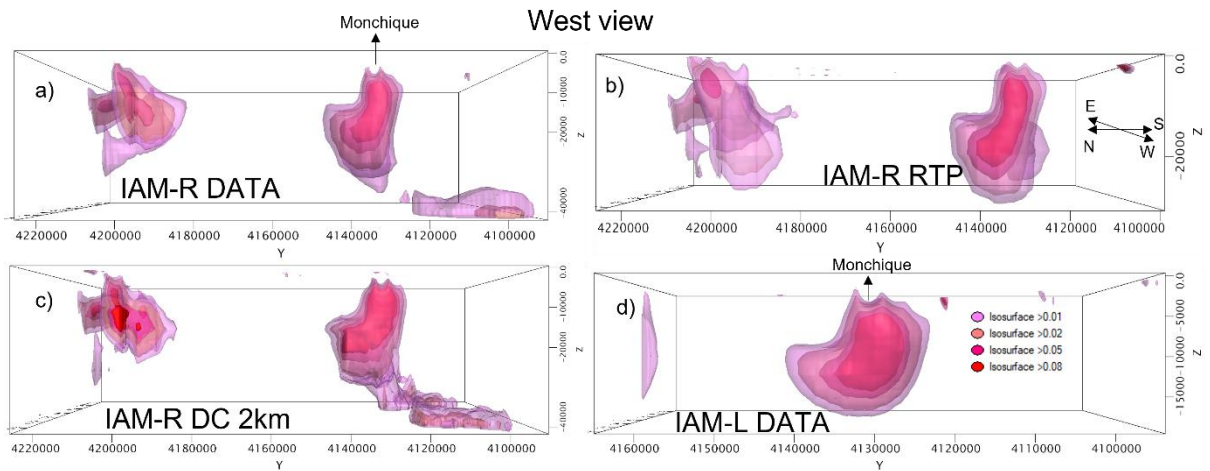 West view
Monchique
a)
IAM-R DATA
0.0
-10000
-20000
-40000
Z
4220000 4200000 4180000 4160000 4140000 4120000 4100000
Y
b)
IAM-R RTP
0.0
-20000
Z
E
S
N
W
4220000 4200000 4180000 4160000 4140000 4120000 4100000
Y
c)
IAM-R DC 2km
0.0
-10000
-20000
-40000
Z
4220000 4200000 4180000 4160000 4140000 4120000 4100000
Y
Monchique
d)
IAM-L DATA
Isosurface >0.01
Isosurface >0.02
Isosurface >0.05
Isosurface >0.08
0.0
-5000
-10000
-15000
Z
4160000 4150000 4140000 4130000 4120000 4110000 4100000
Y